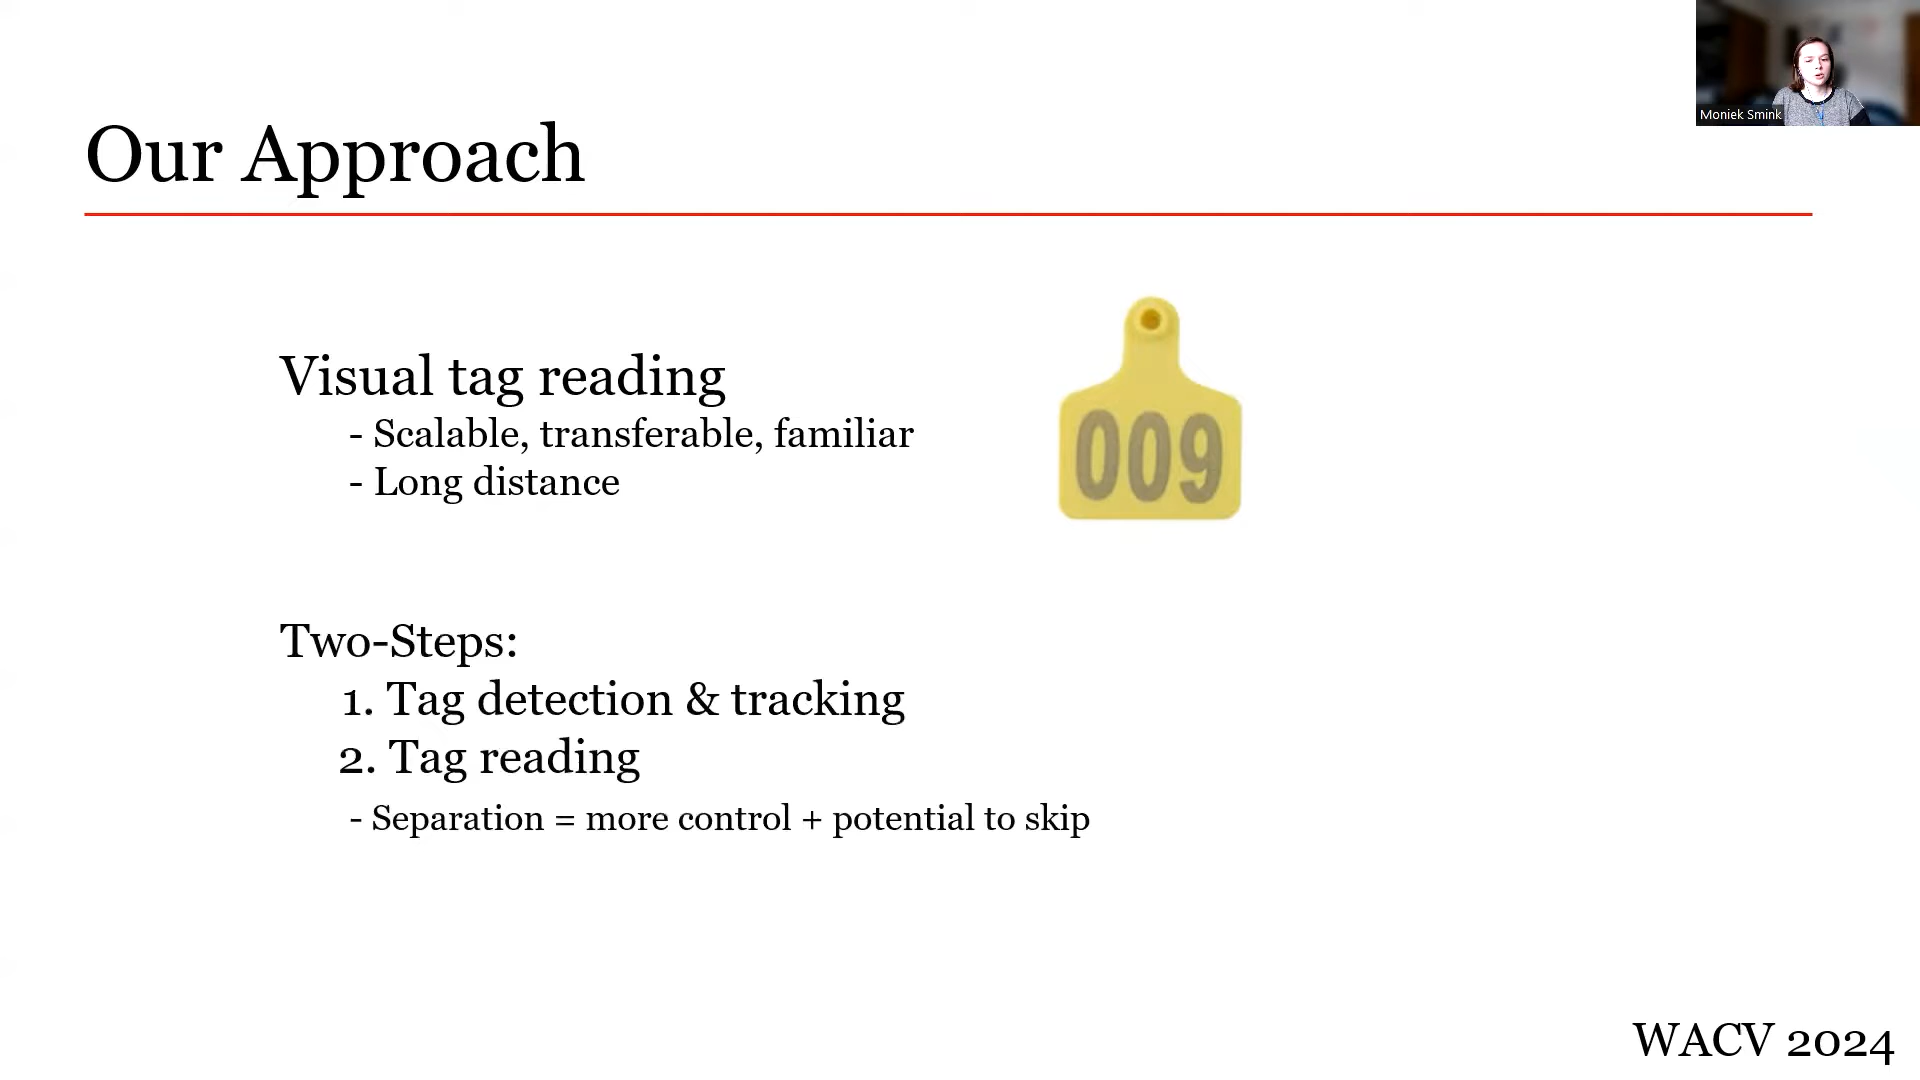 Moniek Smink
Our Approach
Visual tag reading
- Scalable, transferable, familiar
- Long distance
009
Two-Steps:
1. Tag detection & tracking
2. Tag reading
- Separation = more control + potential to skip
WACV 2024